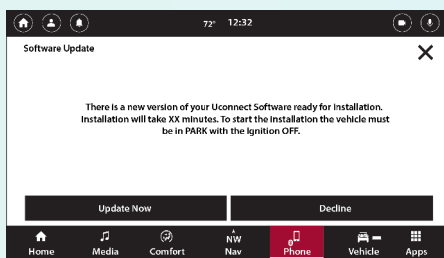 72° 12:32
Software Update
There is a new version of your Uconnect Software ready for installation.
Installation will take XX minutes. To start the installation the vehicle must
be in PARK with the Ignition OFF.
Update Now Decline
NW
Home Media Comfort Nav Phone Vehicle Apps